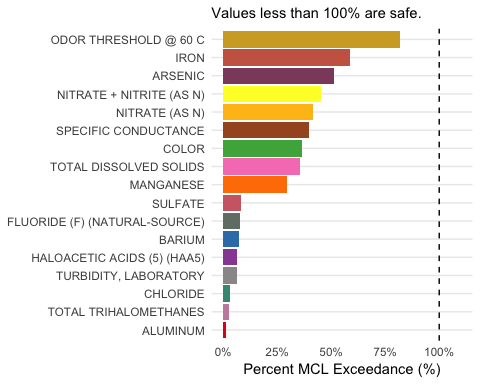 Values less than 100% are safe.
ODOR THRESHOLD @ 60 C
IRON
ARSENIC
NITRATE + NITRITE (AS N)
NITRATE (AS N)
SPECIFIC CONDUCTANCE
COLOR
TOTAL DISSOLVED SOLIDS
MANGANESE
SULFATE
FLUORIDE (F) (NATURAL-SOURCE)
BARIUM
HALOACETIC ACIDS (5) (HAA5)
TURBIDITY, LABORATORY
CHLORIDE
TOTAL TRIHALOMETHANES
ALUMINUM
0% 25% 50% 75% 100%
Percent MCL Exceedance (%)